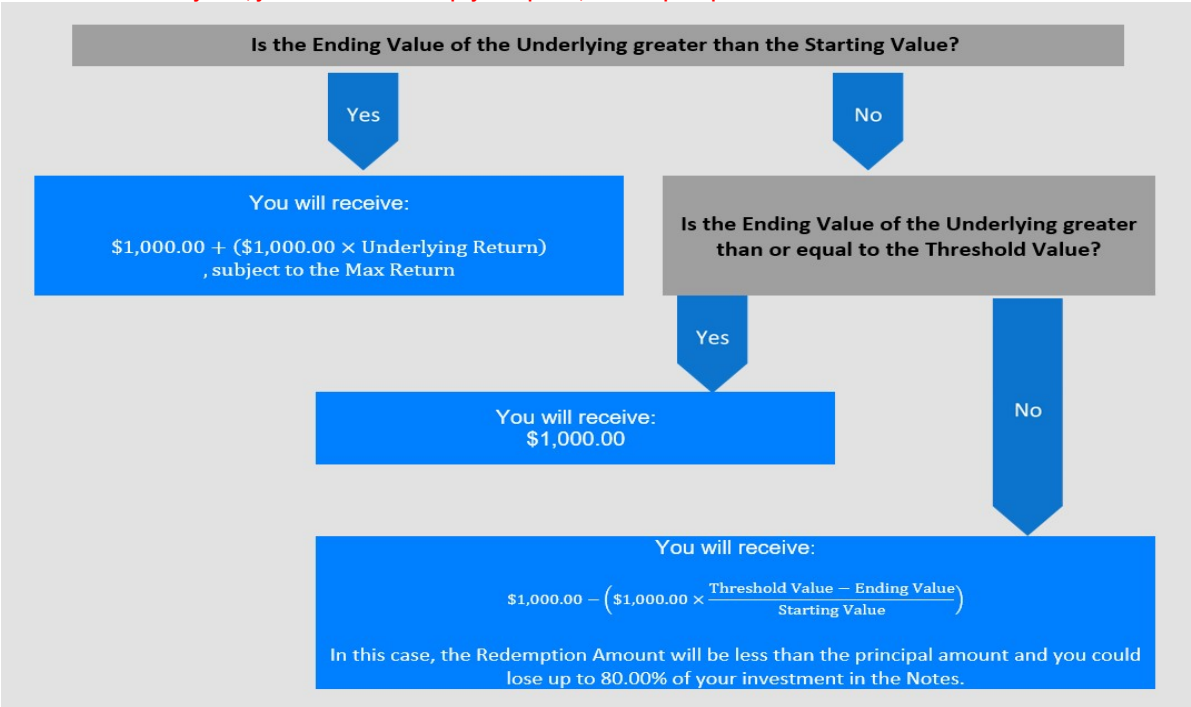 Is the Ending Value of the Underlying greater than the Starting Value?
Yes
No
You will receive:
$1,000.00 + ($1,000.00 × Underlying Return)
, subject to the Max Return
Is the Ending Value of the Underlying greater
than or equal to the Threshold Value?
Yes
No
You will receive:
$1,000.00
You will receive:
$1,000.00 − ($1,000.00 × Threshold Value − Ending Value
Starting Value)
In this case, the Redemption Amount will be less than the principal amount and you could
lose up to 80.00% of your investment in the Notes.